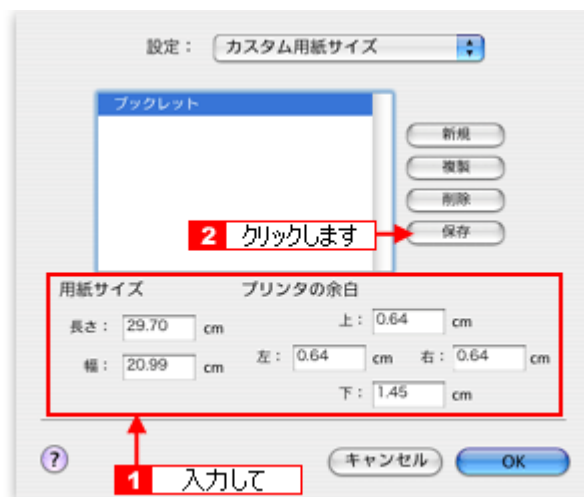 設定： カスタム用紙サイズ
ブックレット
新規
複製
削除
2 クリックします
保存
用紙サイズ プリンタの余白
長さ： 29.70 cm 上： 0.64 cm
幅： 20.99 cm 左： 0.64 cm 右： 0.64 cm
下： 1.45 cm
? キャンセル OK
1 入力して